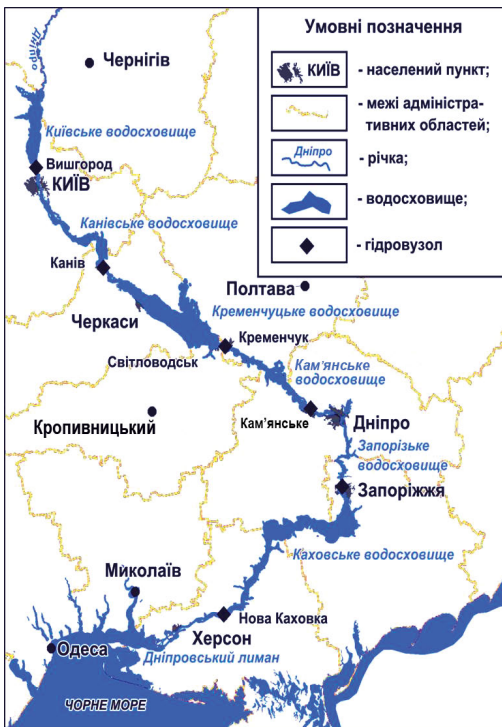 Дніпро
Чернігів
Київське водосховище
Вишгород
КИЇВ
Канівське водосховище
Канів
Черкаси
Полтава
Кременчуцьке водосховище
Кременчук
Світловодськ
Кам’янське
водосховище
Кропивницький
Кам’янське
Дніпро
Запорізьке
водосховище
Запоріжжя
Каховське водосховище
Миколаїв
Нова Каховка
Херсон
Одеса
Дніпровський лиман
ЧОРНЕ МОРЕ
Умовні позначення
КИЇВ - населений пункт;
- межі адміністра-
тивних областей;
Дніпро - річка;
- водосховище;
- гідровузол